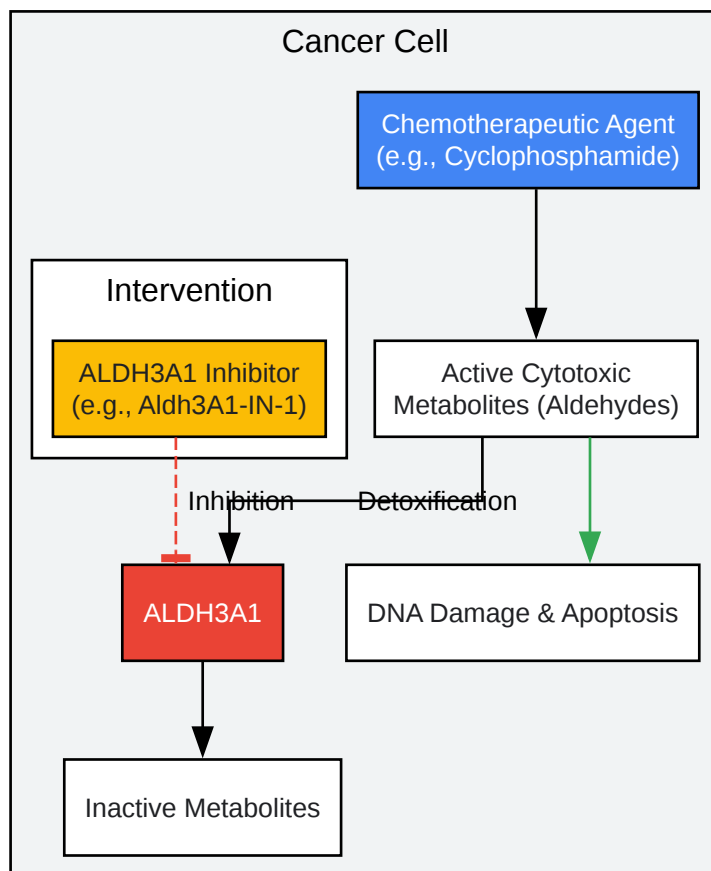 Cancer Cell
Chemotherapeutic Agent
(e.g., Cyclophosphamide)
Intervention
ALDH3A1 Inhibitor
(e.g., Aldh3A1-IN-1)
Active Cytotoxic
Metabolites (Aldehydes)
Inhibition
Detoxification
ALDH3A1
DNA Damage & Apoptosis
Inactive Metabolites